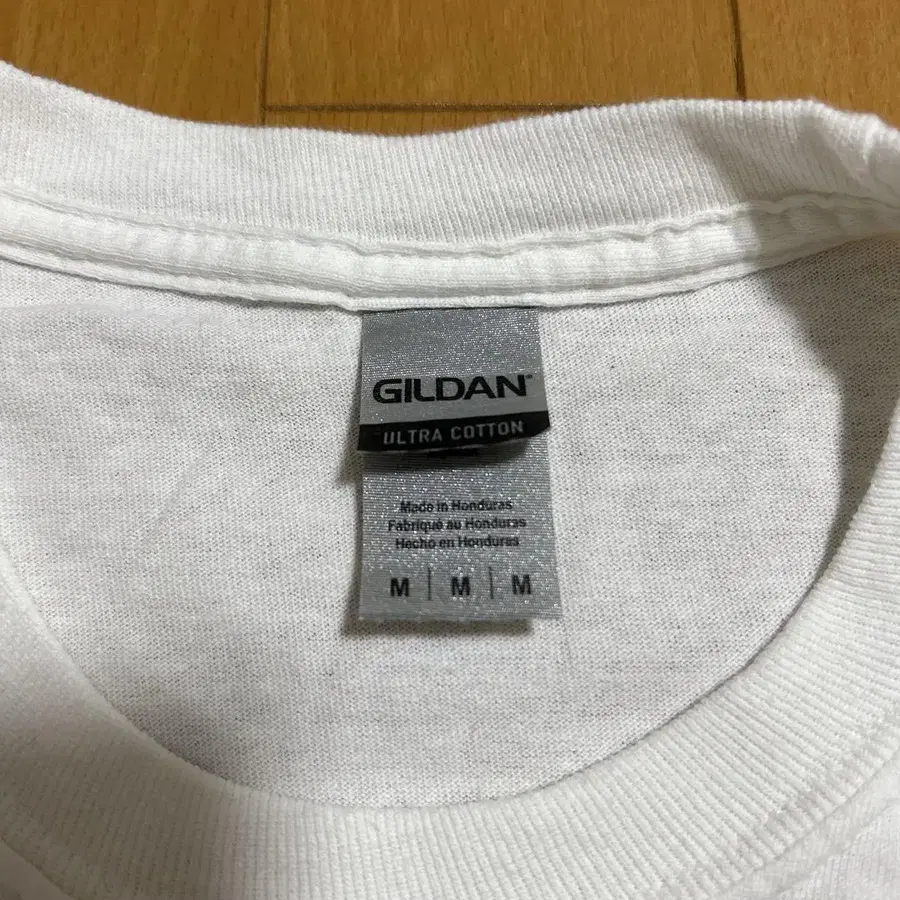 GILDAN
ULTRA COTTON
Made in Honduras
Fabriqué au Honduras
Hecho en Honduras
M | M | M